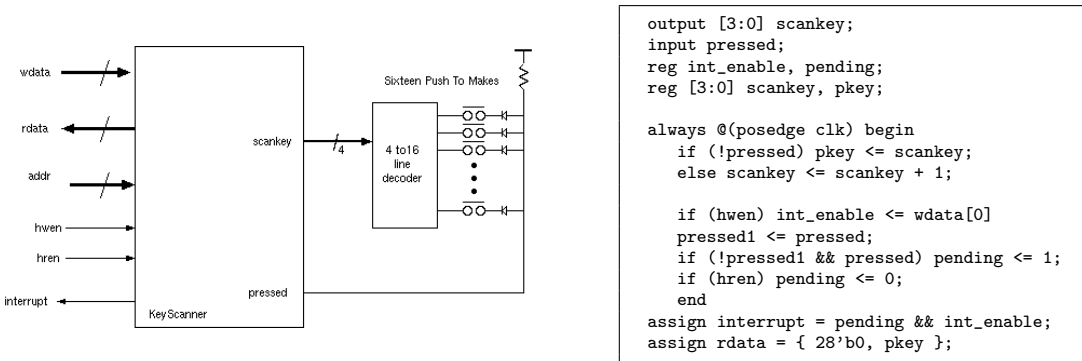 wdata
rdata
addr
hwen
hren
interrupt
KeyScanner
scankey
pressed
4
Sixteen Push To Makes
4 to16
line
decoder
output [3:0] scankey;
input pressed;
reg int_enable, pending;
reg [3:0] scankey, pkey;
always @(posedge clk) begin
if (!pressed) pkey <= scankey;
else scankey <= scankey + 1;
if (hwen) int_enable <= wdata[0]
pressed1 <= pressed;
if (!pressed1 && pressed) pending <= 1;
if (hren) pending <= 0;
end
assign interrupt = pending && int_enable;
assign rdata = { 28'b0, pkey };